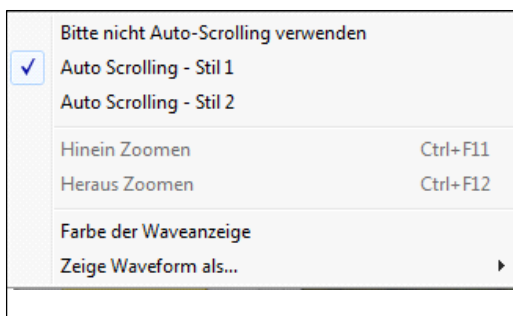 Bitte nicht Auto-Scrolling verwenden
Auto Scrolling - Stil 1
Auto Scrolling - Stil 2
Hinein Zoomen Ctrl+F11
Heraus Zoomen Ctrl+F12
Farbe der Waveanzeige
Zeige Waveform als...